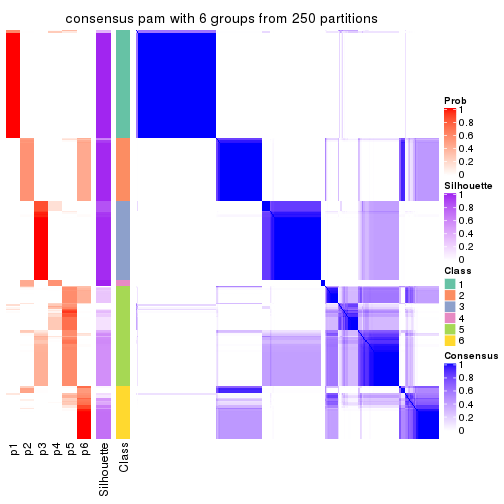 consensus pam with 6 groups from 250 partitions
Prob
1
0.8
0.6
0.4
0.2
0
Silhouette
1
0.8
0.6
0.4
0.2
0
Class
1
2
3
4
5
6
Consensus
1
0.8
0.6
0.4
0.2
0
p1
p2
p3
p4
p5
p6
Silhouette
Class